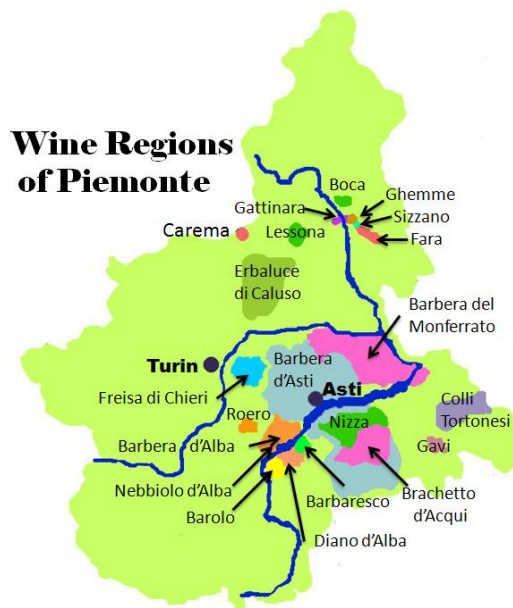 Wine Regions
of Piemonte
Boca
Ghemme
Gattinara
Sizzano
Carema
Lessona
Fara
Erbaluce
di Caluso
Barbera del
Monferrato
Turin
Barbera
d'Asti
Asti
Freisa di Chieri
Colli
Tortonesi
Roero
Nizza
Barbera d'Alba
Gavi
Nebbiolo d'Alba
Barolo
Barbaresco
Brachetto
d'Acqui
Diano d'Alba